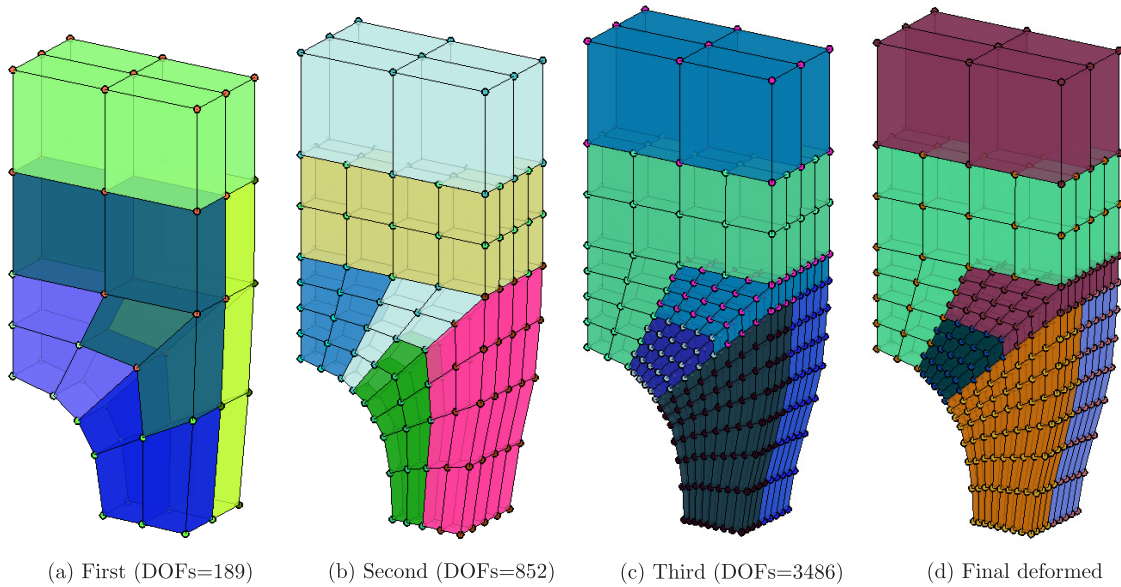 (a) First (DOFs=189)
(b) Second (DOFs=852)
(c) Third (DOFs=3486)
(d) Final deformed